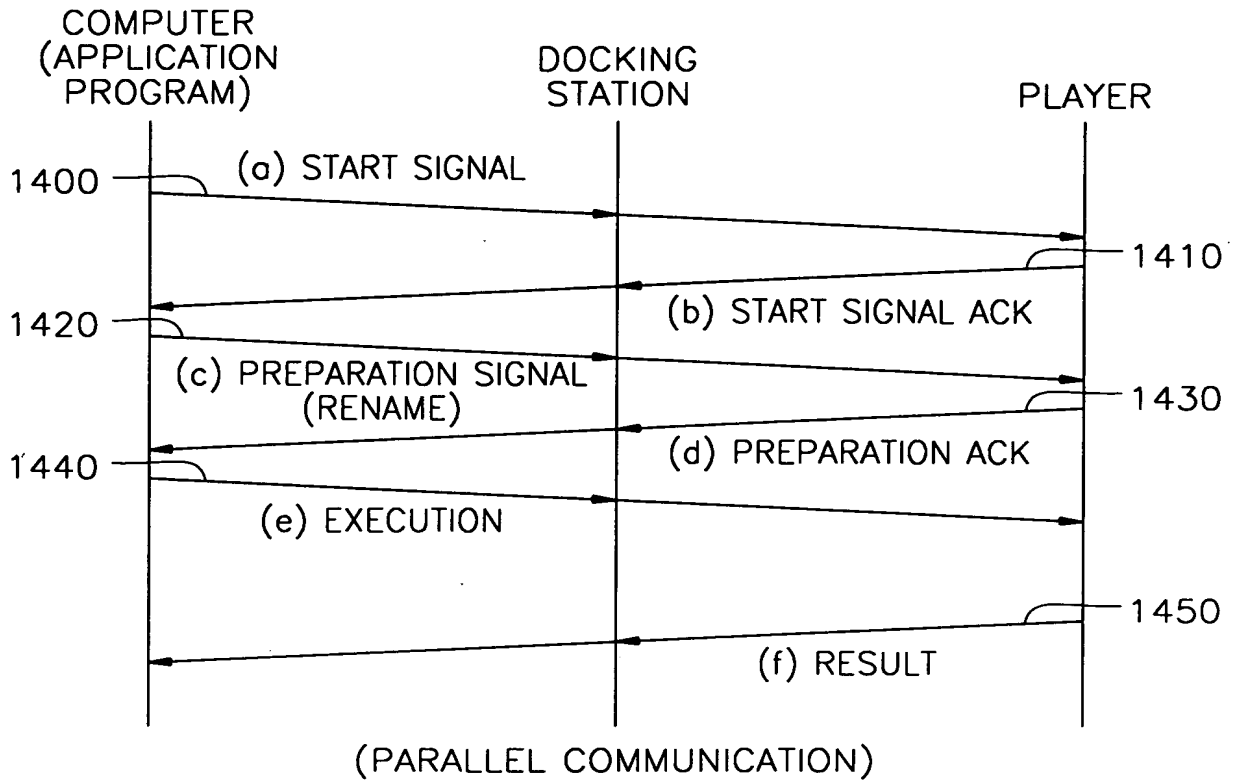 COMPUTER
(APPLICATION
PROGRAM)
DOCKING
STATION
PLAYER
1400
(a) START SIGNAL
1410
(b) START SIGNAL ACK
1420
(c) PREPARATION SIGNAL
(RENAME)
1430
(d) PREPARATION ACK
1440
(e) EXECUTION
1450
(f) RESULT
(PARALLEL COMMUNICATION)